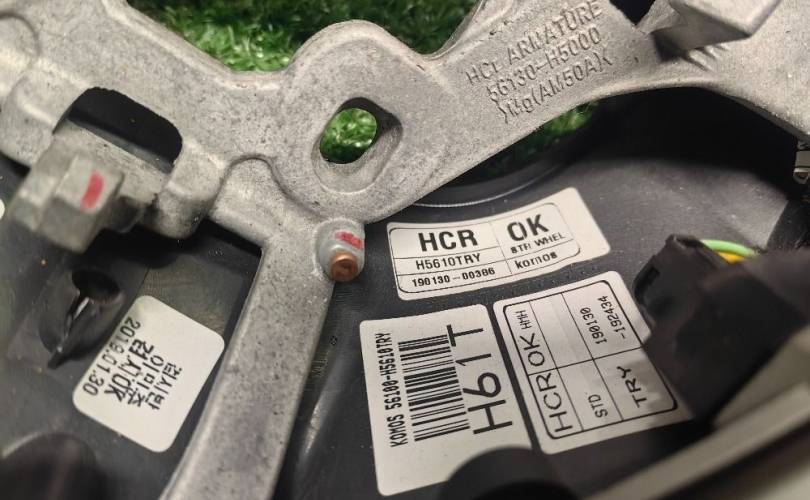 HCr ARMATURE
56130-H5000
>Mg(AM50A)<
HCR
OK
H5610TRY
STR WHEL
190130-00386
komos
KOMOS 56100-H5610TRY
H61T
HCR OK
STD
190130
-192434
TRY
2019.01.30